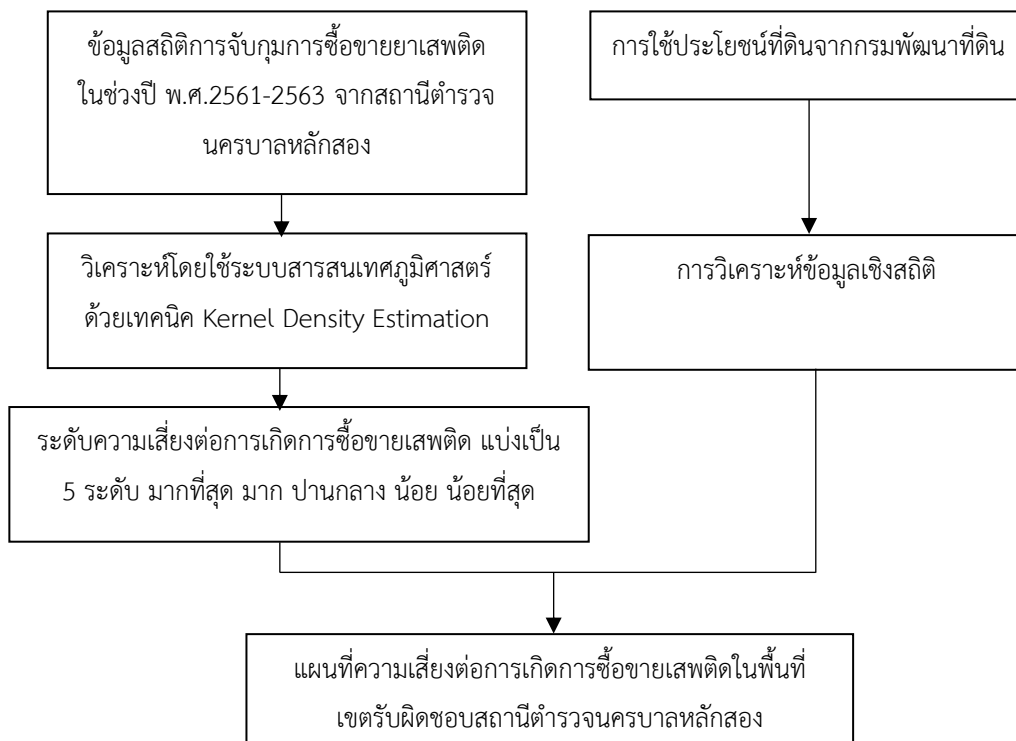 ข้อมูลสถิติการจับกุมการซื้อขายยาเสพติด
ในช่วงปี พ.ศ.2561-2563 จากสถานีตำรวจ
นครบาลหลักสอง
การใช้ประโยชน์ที่ดินจากกรมพัฒนาที่ดิน
วิเคราะห์โดยใช้ระบบสารสนเทศภูมิศาสตร์
ด้วยเทคนิค Kernel Density Estimation
การวิเคราะห์ข้อมูลเชิงสถิติ
ระดับความเสี่ยงต่อการเกิดการซื้อขายเสพติด แบ่งเป็น
5 ระดับ มากที่สุด มาก ปานกลาง น้อย น้อยที่สุด
แผนที่ความเสี่ยงต่อการเกิดการซื้อขายเสพติดในพื้นที่
เขตรับผิดชอบสถานีตำรวจนครบาลหลักสอง